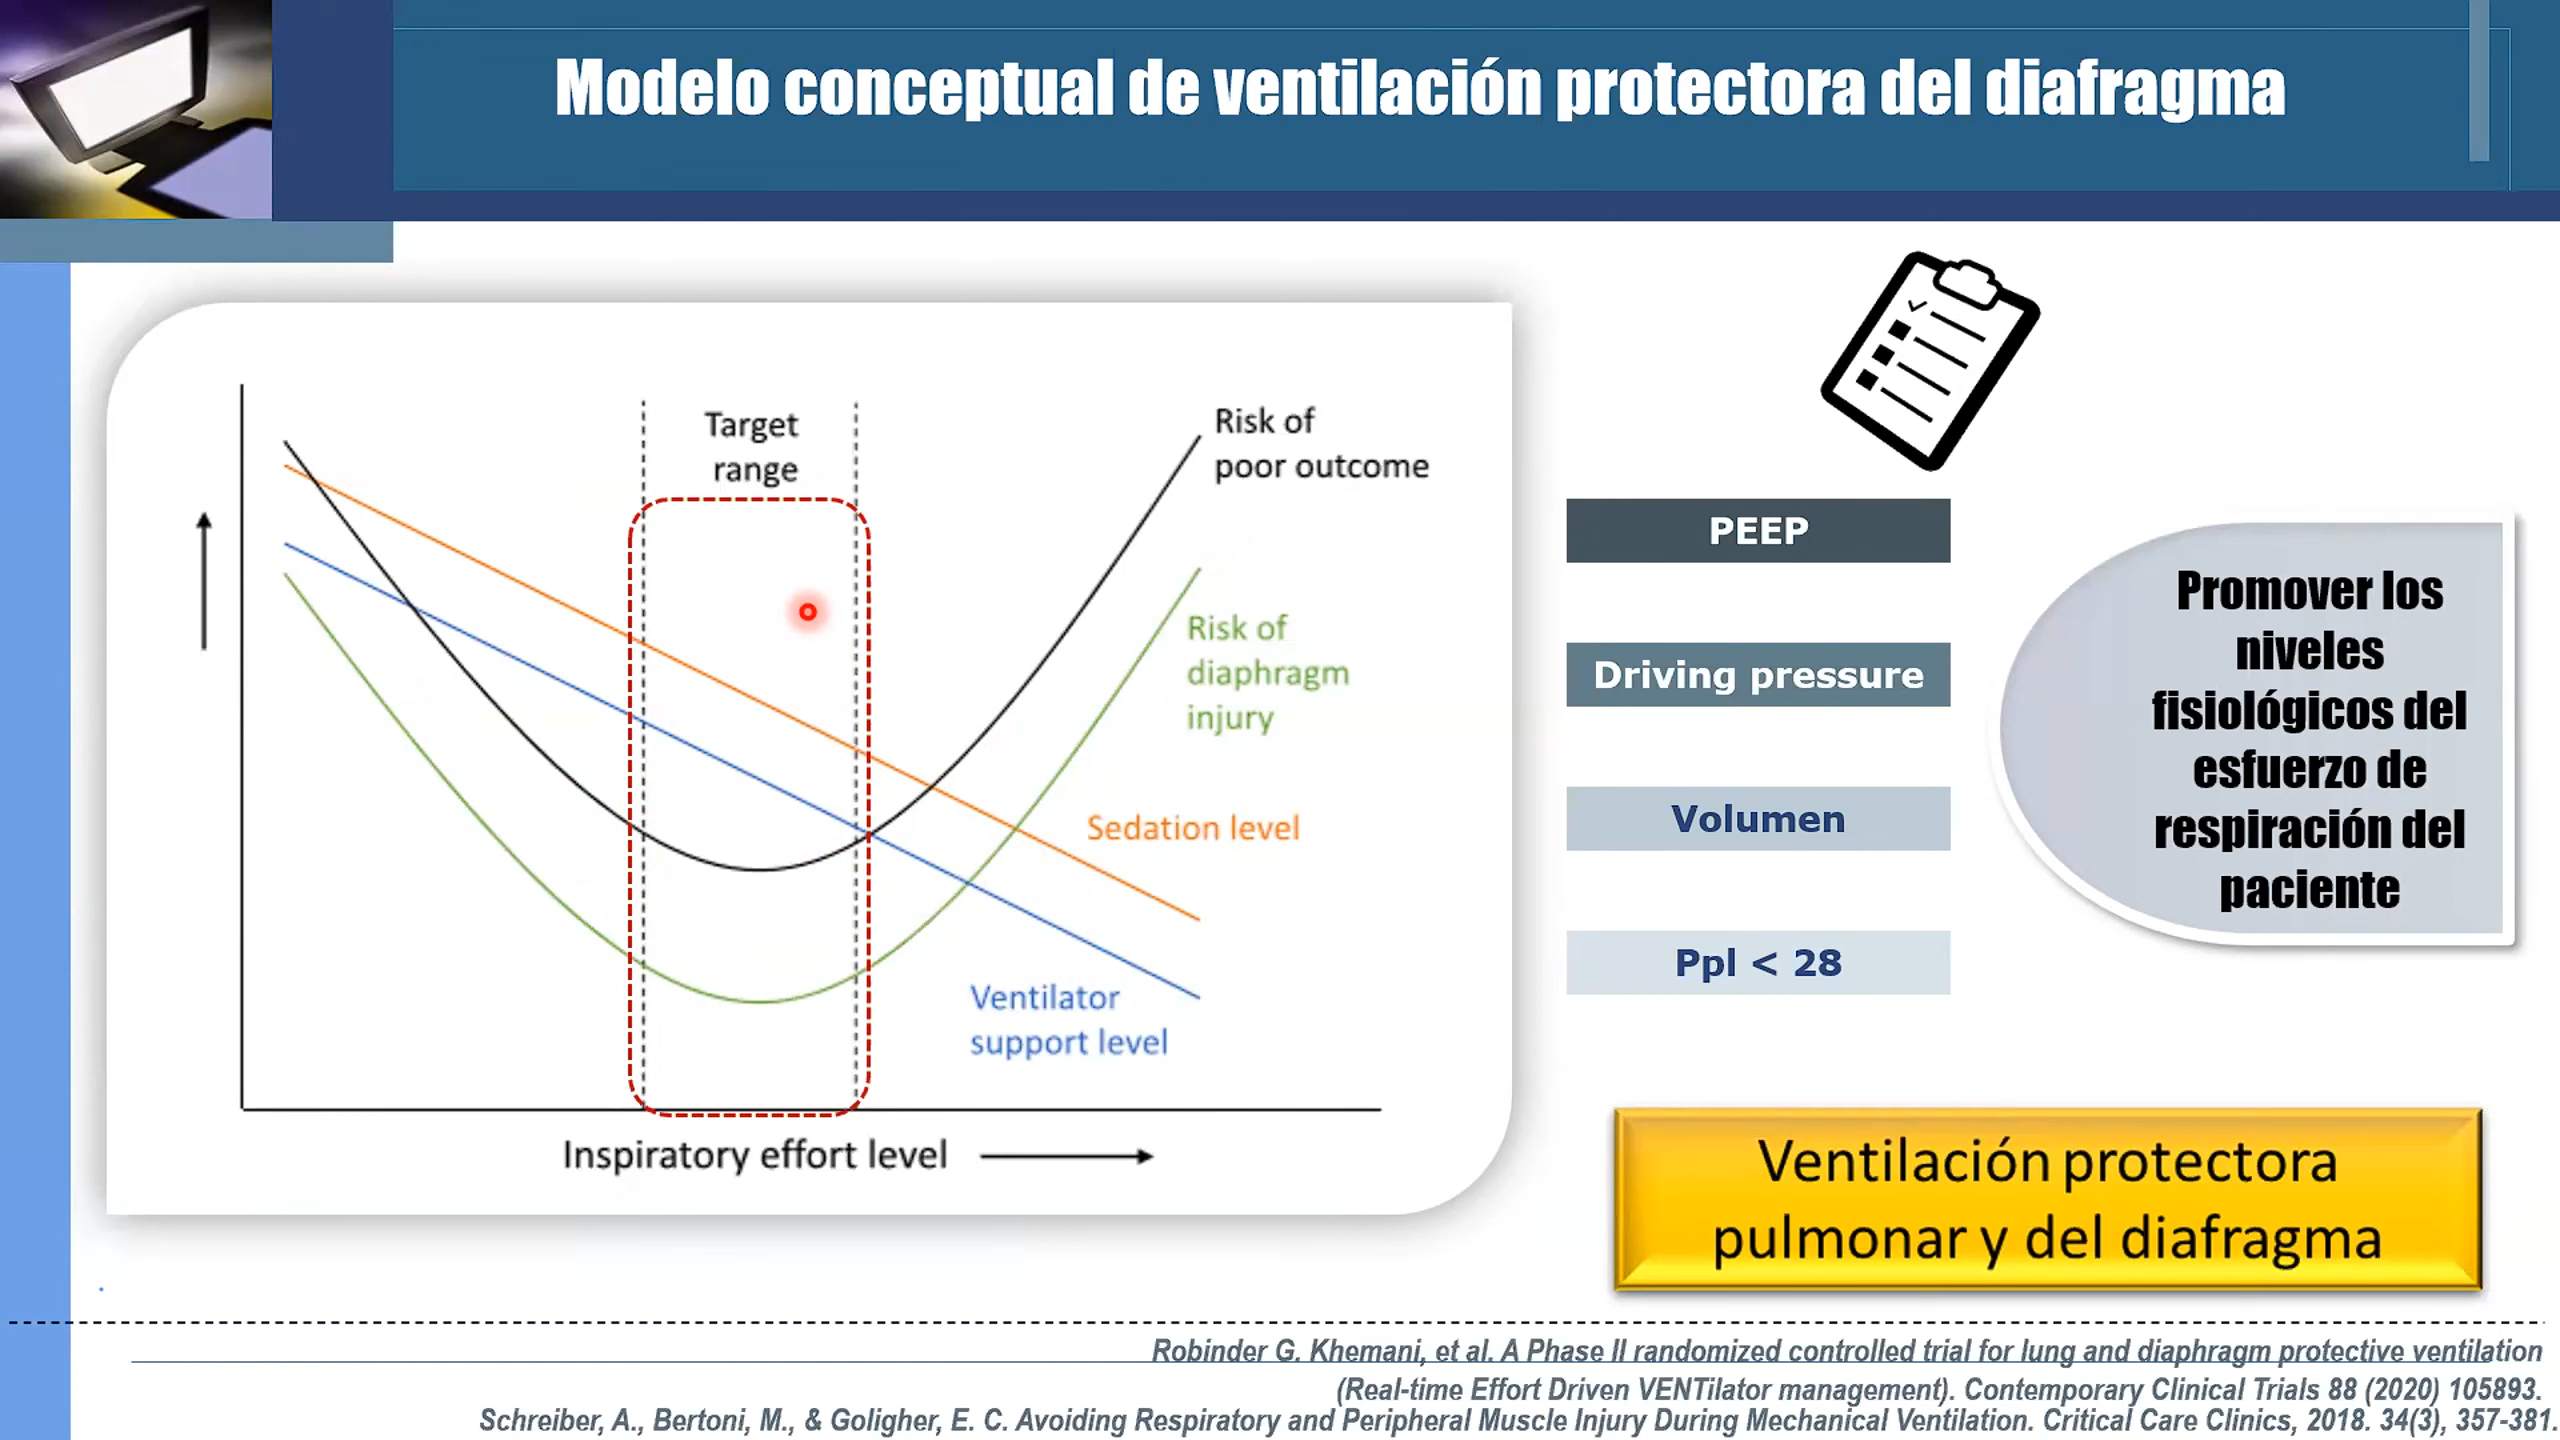 Modelo conceptual de ventilación protectora del diafragma
Target
range
Risk of
poor outcome
Risk of
diaphragm
injury
Sedation level
Ventilator
support level
Inspiratory effort level
PEEP
Driving pressure
Volumen
Ppl < 28
Promover los
niveles
fisiológicos del
esfuerzo de
respiración del
paciente
Ventilación protectora
pulmonar y del diafragma
Robinder G. Khemani, et al. A Phase II randomized controlled trial for lung and diaphragm protective ventilation
(Real-time Effort Driven VENTilator management). Contemporary Clinical Trials 88 (2020) 105893.
Schreiber, A., Bertoni, M., & Goligher, E. C. Avoiding Respiratory and Peripheral Muscle Injury During Mechanical Ventilation. Critical Care Clinics, 2018. 34(3), 357-381.